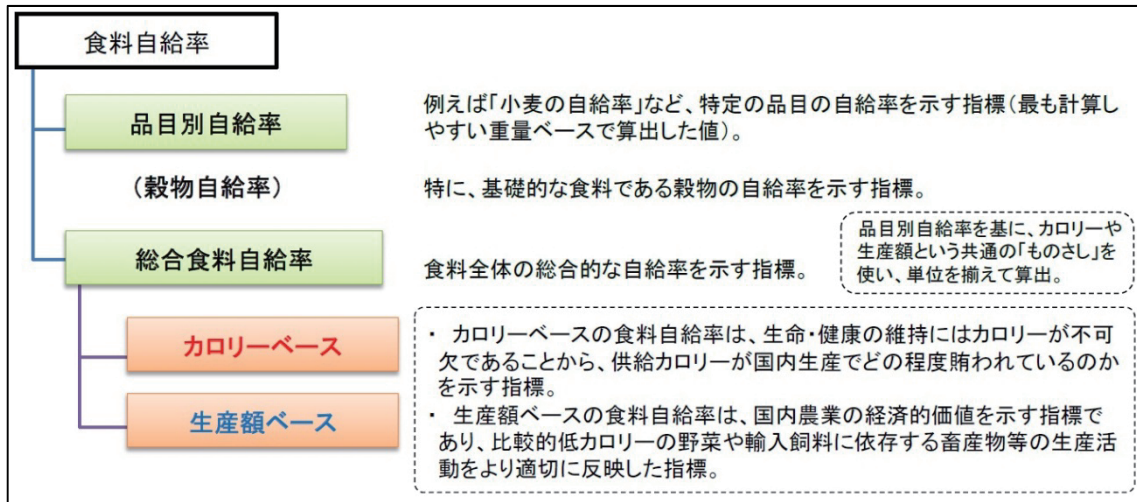 食料自給率
品目別自給率
例えば「小麦の自給率」など、特定の品目の自給率を示す指標(最も計算し
やすい重量ベースで算出した値)。
(穀物自給率)
特に、基礎的な食料である穀物の自給率を示す指標。
総合食料自給率
食料全体の総合的な自給率を示す指標。
品目別自給率を基に、カロリーや
生産額という共通の「ものさし」を
使い、単位を揃えて算出。
カロリーベース
生産額ベース
・ カロリーベースの食料自給率は、生命・健康の維持にはカロリーが不可
欠であることから、供給カロリーが国内生産でどの程度賄われているのか
を示す指標。
・ 生産額ベースの食料自給率は、国内農業の経済的価値を示す指標で
あり、比較的低カロリーの野菜や輸入飼料に依存する畜産物等の生産活
動をより適切に反映した指標。